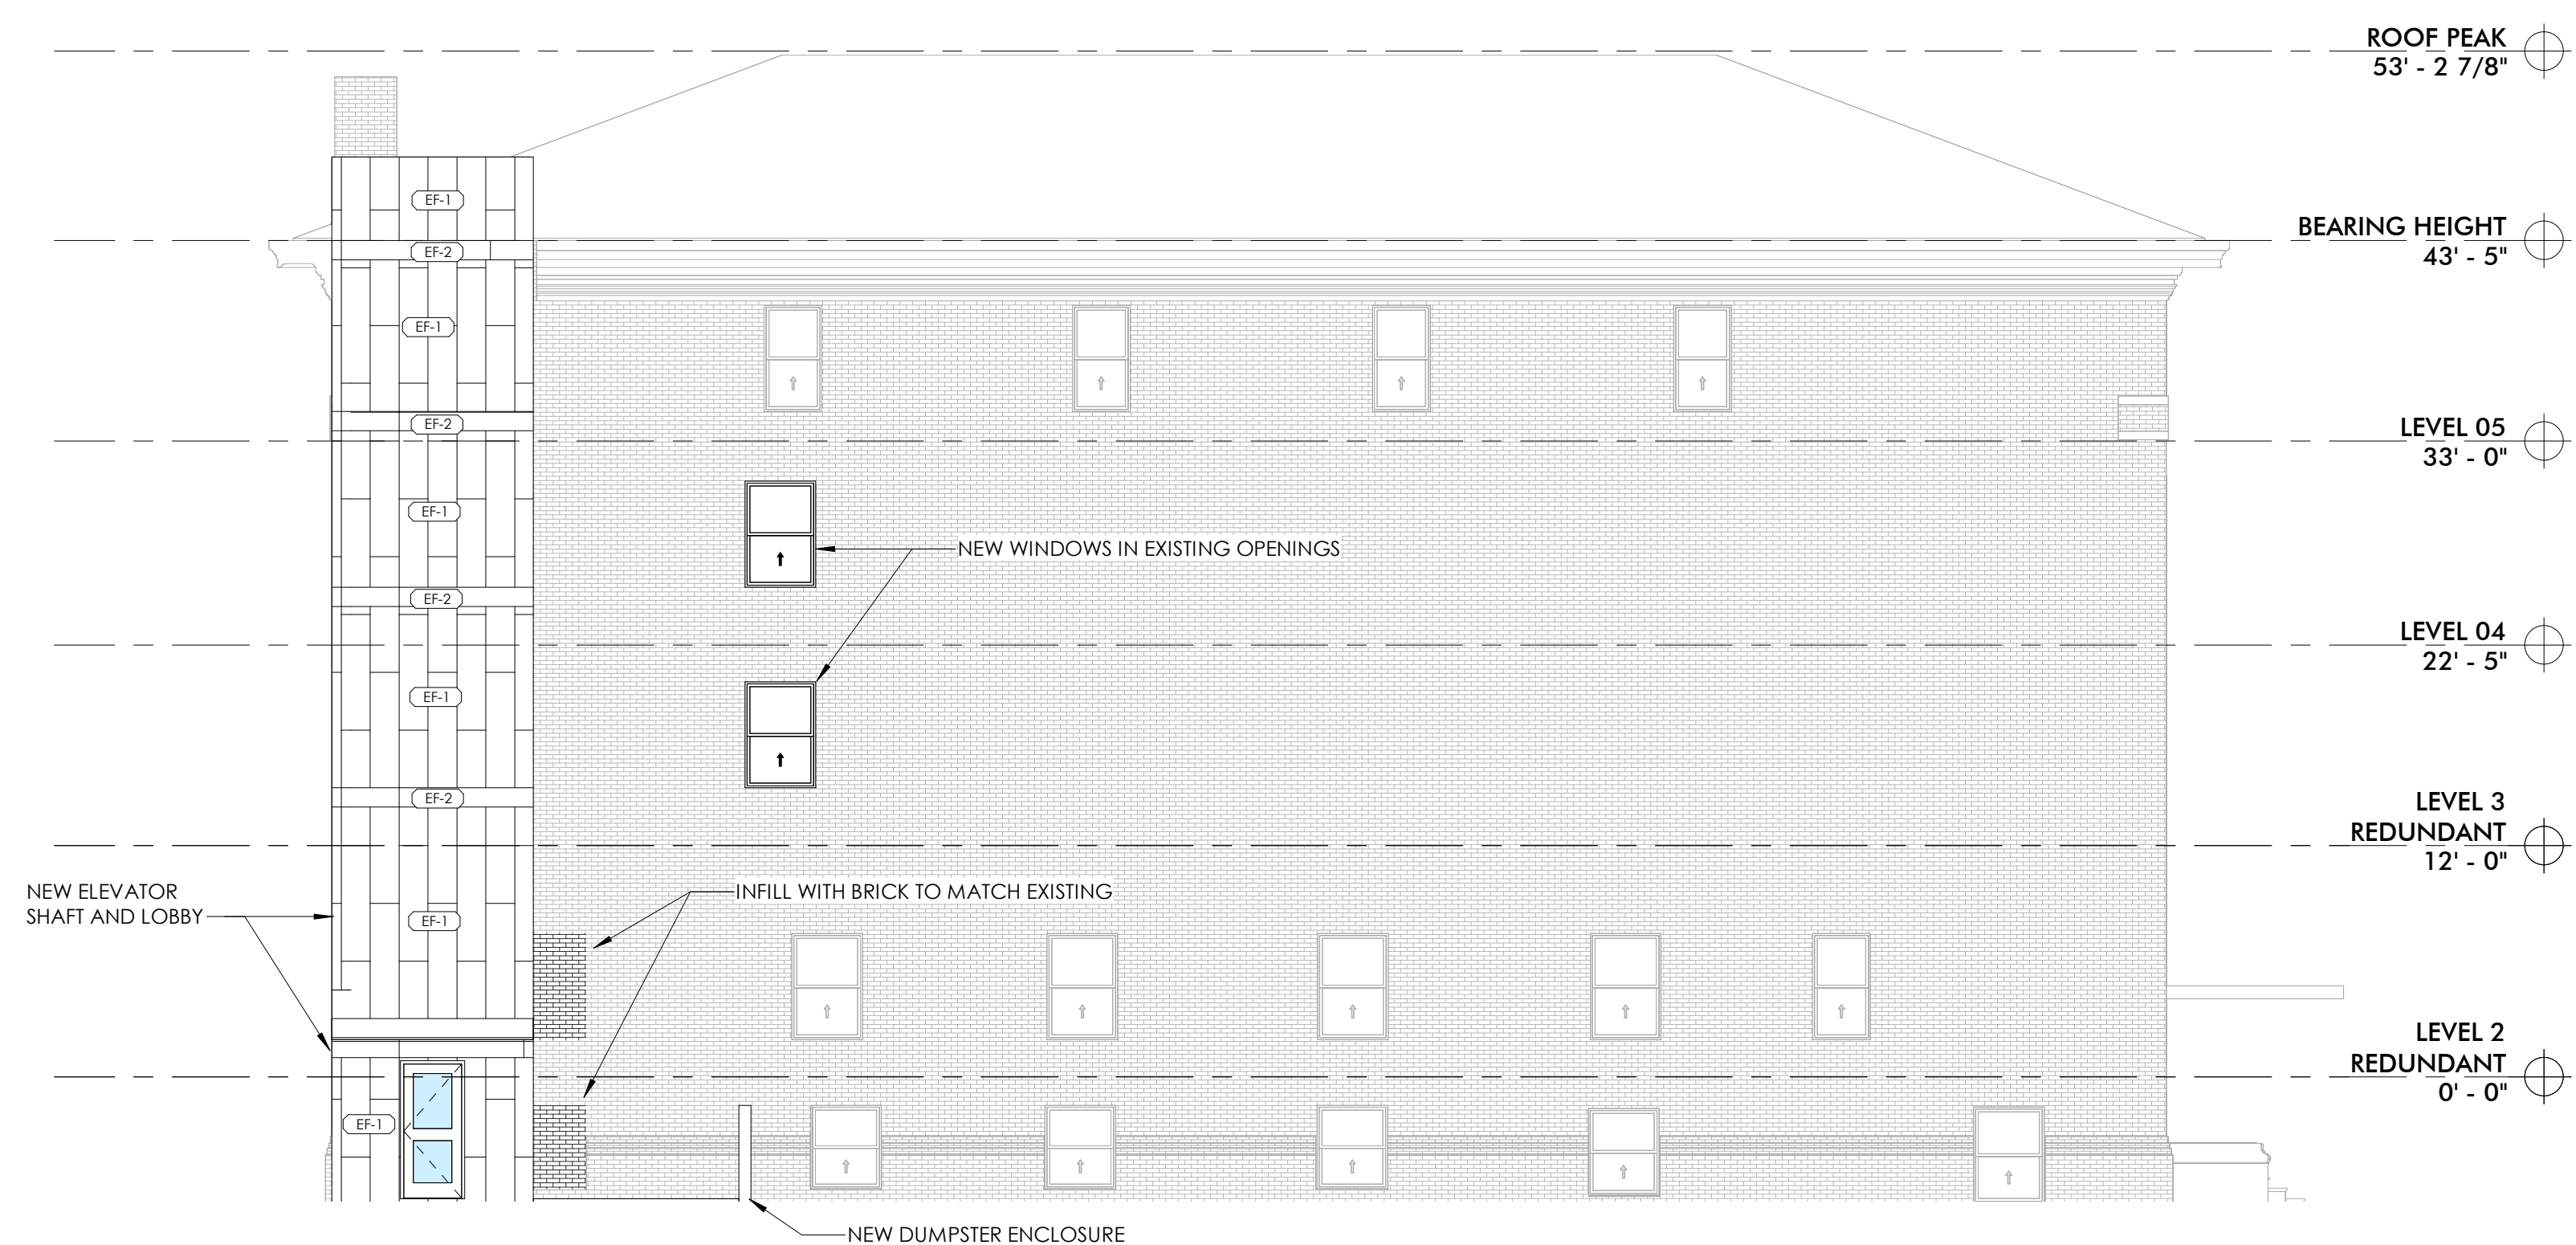 ROOF PEAK
53' - 2 7/8"
EF-1
BEARING HEIGHT
43' - 5"
EF-2
EF-1
EF-2
LEVEL 05
33' - 0"
EF-1
NEW WINDOWS IN EXISTING OPENINGS
EF-2
LEVEL 04
22' - 5"
EF-1
EF-2
LEVEL 3
REDUNDANT
12' - 0"
NEW ELEVATOR
SHAFT AND LOBBY
EF-1
INFILL WITH BRICK TO MATCH EXISTING
LEVEL 2
REDUNDANT
0' - 0"
EF-1
NEW DUMPSTER ENCLOSURE